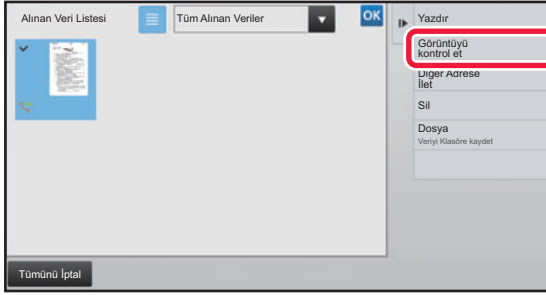 Alınan Veri Listesi
Tüm Alınan Veriler
OK
Yazdır
Görüntüyü
kontrol et
Diğer Adrese
İlet
Sil
Dosya
Veriyi Klasöre kaydet
Tümünü İptal